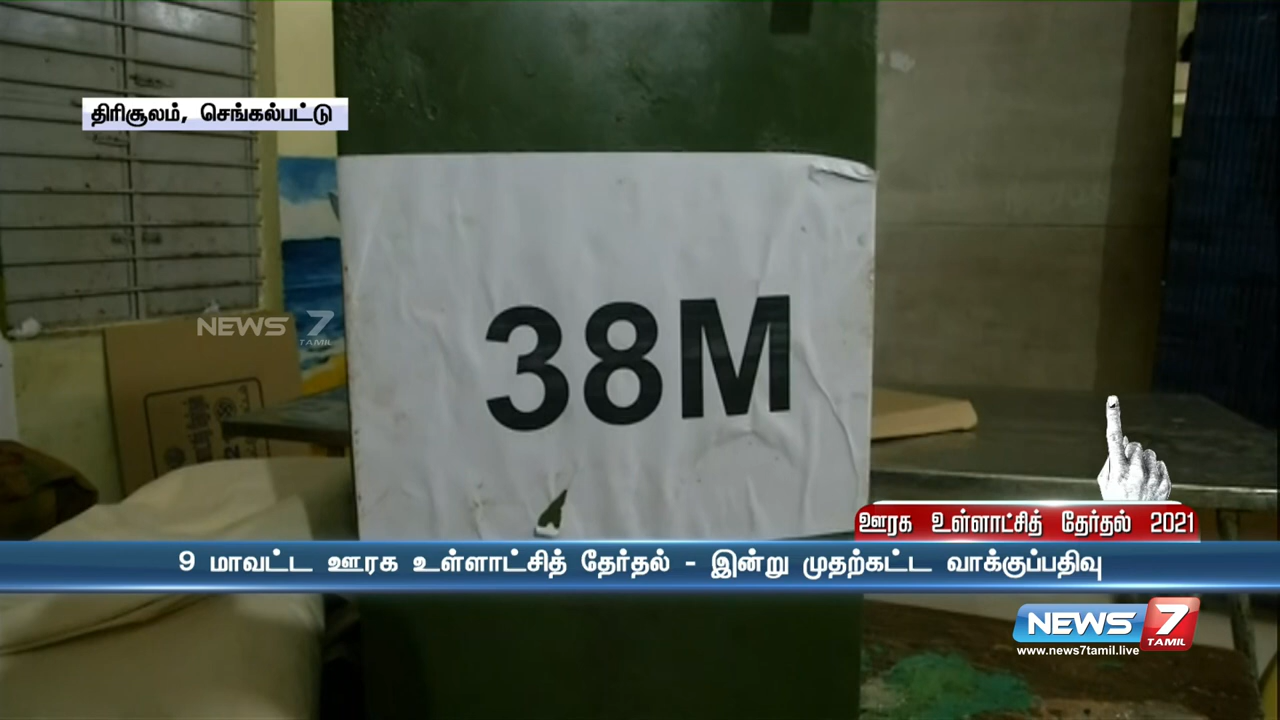 திரிசூலம், செங்கல்பட்டு
NEWS 7
TAMIL
38M
ஊரக உள்ளாட்சித் தேர்தல் 2021
9 மாவட்ட ஊரக உள்ளாட்சித் தேர்தல் - இன்று முதற்கட்ட வாக்குப்பதிவு
NEWS 7
TAMIL
www.news7tamil.live